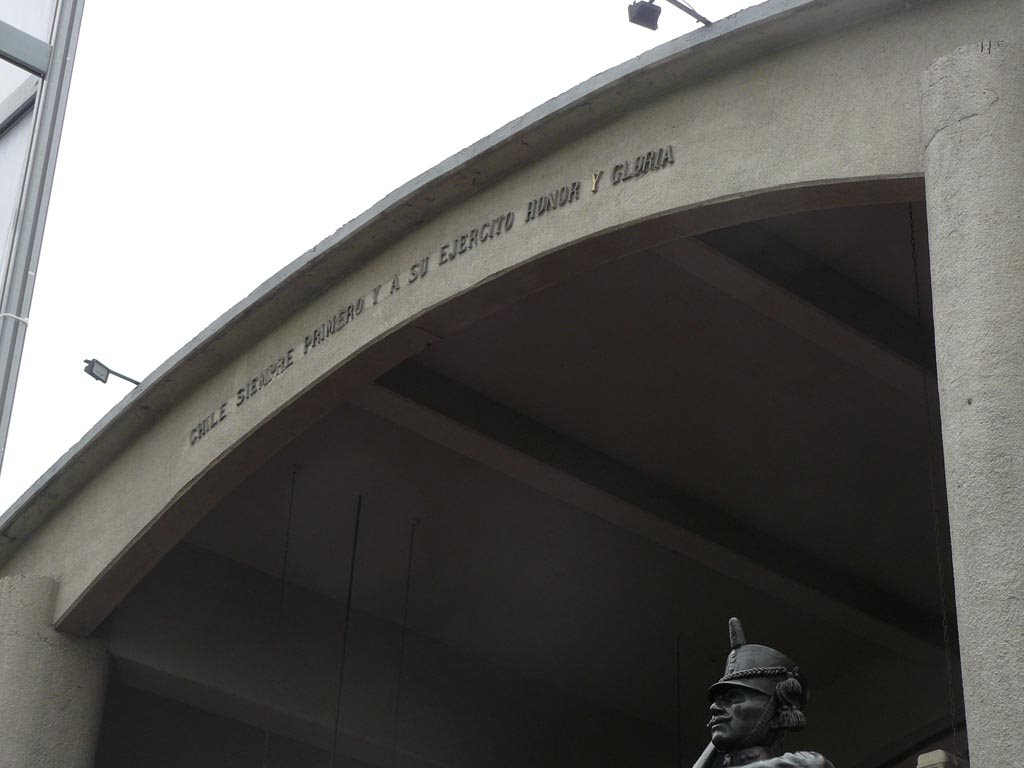 CHILE SIEMPRE PRIMERO Y A SU EJERCITO HONOR Y GLORIA